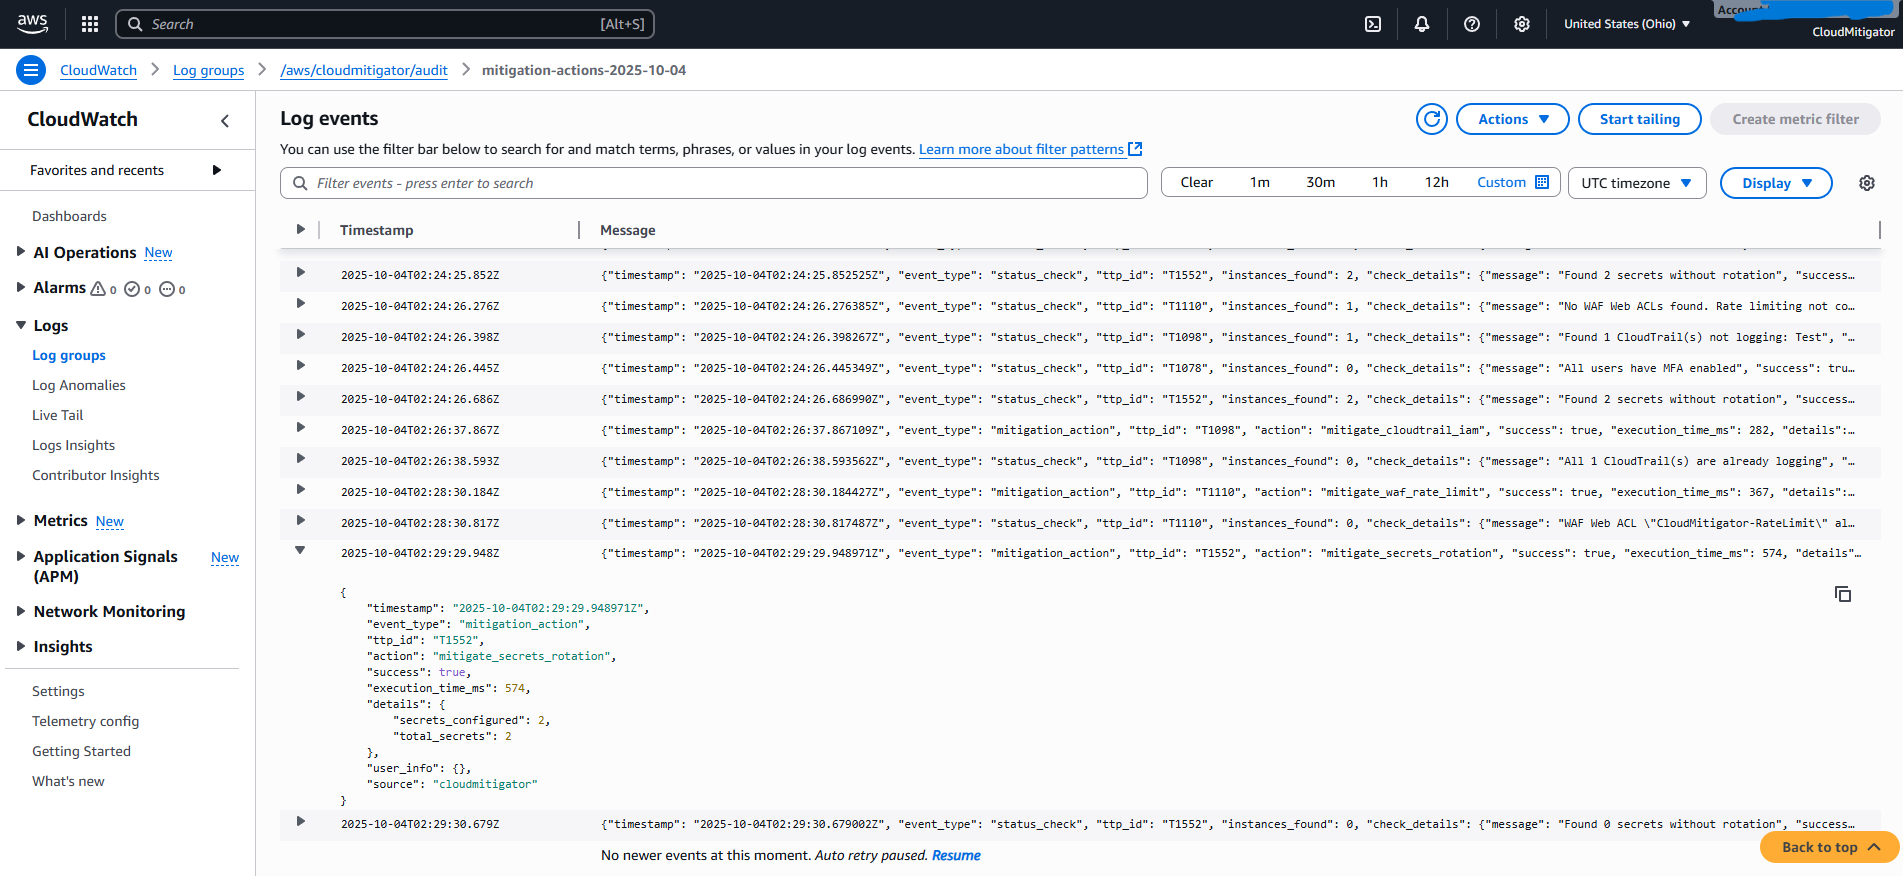 aws
Search [Alt+S]
United States (Ohio)
Account
CloudMitigator
CloudWatch > Log groups > /aws/cloudmitigator/audit > mitigation-actions-2025-10-04
CloudWatch
Favorites and recents
Dashboards
AI Operations New
Alarms 0 0 0
Logs
Log groups
Log Anomalies
Live Tail
Logs Insights
Contributor Insights
Metrics New
Application Signals (APM) New
Network Monitoring
Insights
Settings
Telemetry config
Getting Started
What's new
Log events
Actions
Start tailing
Create metric filter
You can use the filter bar below to search for and match terms, phrases, or values in your log events. Learn more about filter patterns
Filter events - press enter to search
Clear 1m 30m 1h 12h Custom
UTC timezone
Display
Timestamp Message
2025-10-04T02:24:25.852Z {"timestamp": "2025-10-04T02:24:25.852525Z", "event_type": "status_check", "ttp_id": "T1552", "instances_found": 2, "check_details": {"message": "Found 2 secrets without rotation", "success…
2025-10-04T02:24:26.276Z {"timestamp": "2025-10-04T02:24:26.276385Z", "event_type": "status_check", "ttp_id": "T1110", "instances_found": 1, "check_details": {"message": "No WAF Web ACLs found. Rate limiting not co…
2025-10-04T02:24:26.398Z {"timestamp": "2025-10-04T02:24:26.398267Z", "event_type": "status_check", "ttp_id": "T1098", "instances_found": 1, "check_details": {"message": "Found 1 CloudTrail(s) not logging: Test", "…
2025-10-04T02:24:26.445Z {"timestamp": "2025-10-04T02:24:26.445349Z", "event_type": "status_check", "ttp_id": "T1078", "instances_found": 0, "check_details": {"message": "All users have MFA enabled", "success": tru…
2025-10-04T02:24:26.686Z {"timestamp": "2025-10-04T02:24:26.686990Z", "event_type": "status_check", "ttp_id": "T1552", "instances_found": 2, "check_details": {"message": "Found 2 secrets without rotation", "success…
2025-10-04T02:26:37.867Z {"timestamp": "2025-10-04T02:26:37.867109Z", "event_type": "mitigation_action", "ttp_id": "T1098", "action": "mitigate_cloudtrail_iam", "success": true, "execution_time_ms": 282, "details":…
2025-10-04T02:26:38.593Z {"timestamp": "2025-10-04T02:26:38.593562Z", "event_type": "status_check", "ttp_id": "T1098", "instances_found": 0, "check_details": {"message": "All 1 CloudTrail(s) are already logging", "…
2025-10-04T02:28:30.184Z {"timestamp": "2025-10-04T02:28:30.184427Z", "event_type": "mitigation_action", "ttp_id": "T1110", "action": "mitigate_waf_rate_limit", "success": true, "execution_time_ms": 367, "details":…
2025-10-04T02:28:30.817Z {"timestamp": "2025-10-04T02:28:30.817487Z", "event_type": "status_check", "ttp_id": "T1110", "instances_found": 0, "check_details": {"message": "WAF Web ACL \"CloudMitigator-RateLimit\" al…
2025-10-04T02:29:29.948Z {"timestamp": "2025-10-04T02:29:29.948971Z", "event_type": "mitigation_action", "ttp_id": "T1552", "action": "mitigate_secrets_rotation", "success": true, "execution_time_ms": 574, "details"…
{
"timestamp": "2025-10-04T02:29:29.948971Z",
"event_type": "mitigation_action",
"ttp_id": "T1552",
"action": "mitigate_secrets_rotation",
"success": true,
"execution_time_ms": 574,
"details": {
"secrets_configured": 2,
"total_secrets": 2
},
"user_info": {},
"source": "cloudmitigator"
}
2025-10-04T02:29:30.679Z {"timestamp": "2025-10-04T02:29:30.679002Z", "event_type": "status_check", "ttp_id": "T1552", "instances_found": 0, "check_details": {"message": "Found 0 secrets without rotation", "success…
No newer events at this moment. Auto retry paused. Resume
Back to top